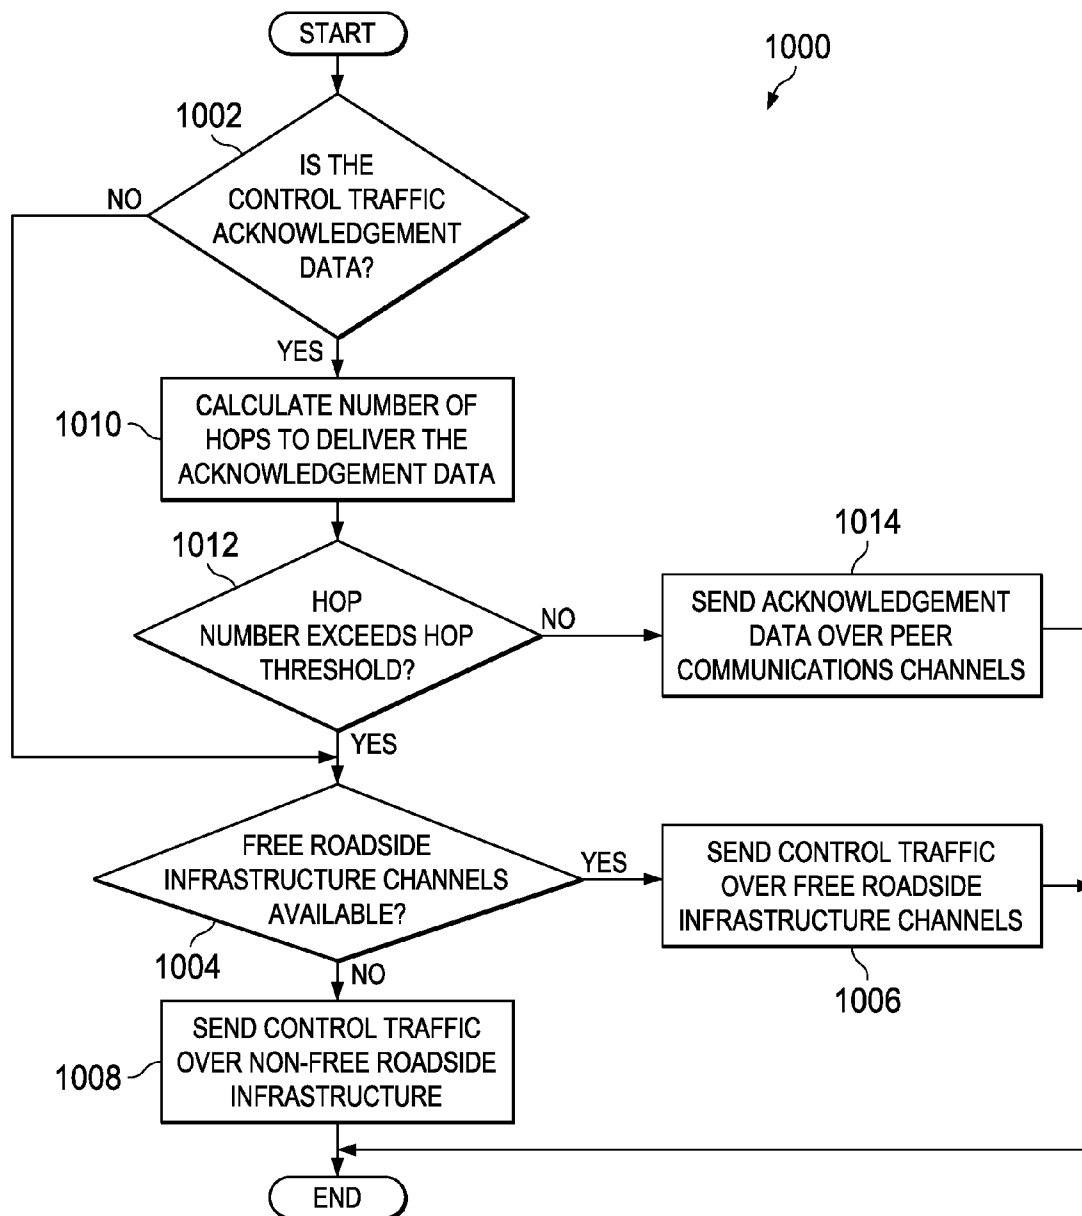 START
1000
1002
IS THE
CONTROL TRAFFIC
ACKNOWLEDGEMENT
DATA?
NO
YES
1010
CALCULATE NUMBER OF
HOPS TO DELIVER THE
ACKNOWLEDGEMENT DATA
1012
HOP
NUMBER EXCEEDS HOP
THRESHOLD?
NO
1014
SEND ACKNOWLEDGEMENT
DATA OVER PEER
COMMUNICATIONS CHANNELS
YES
FREE ROADSIDE
INFRASTRUCTURE CHANNELS
AVAILABLE?
1004
YES
SEND CONTROL TRAFFIC
OVER FREE ROADSIDE
INFRASTRUCTURE CHANNELS
1006
NO
1008
SEND CONTROL TRAFFIC
OVER NON-FREE ROADSIDE
INFRASTRUCTURE
END